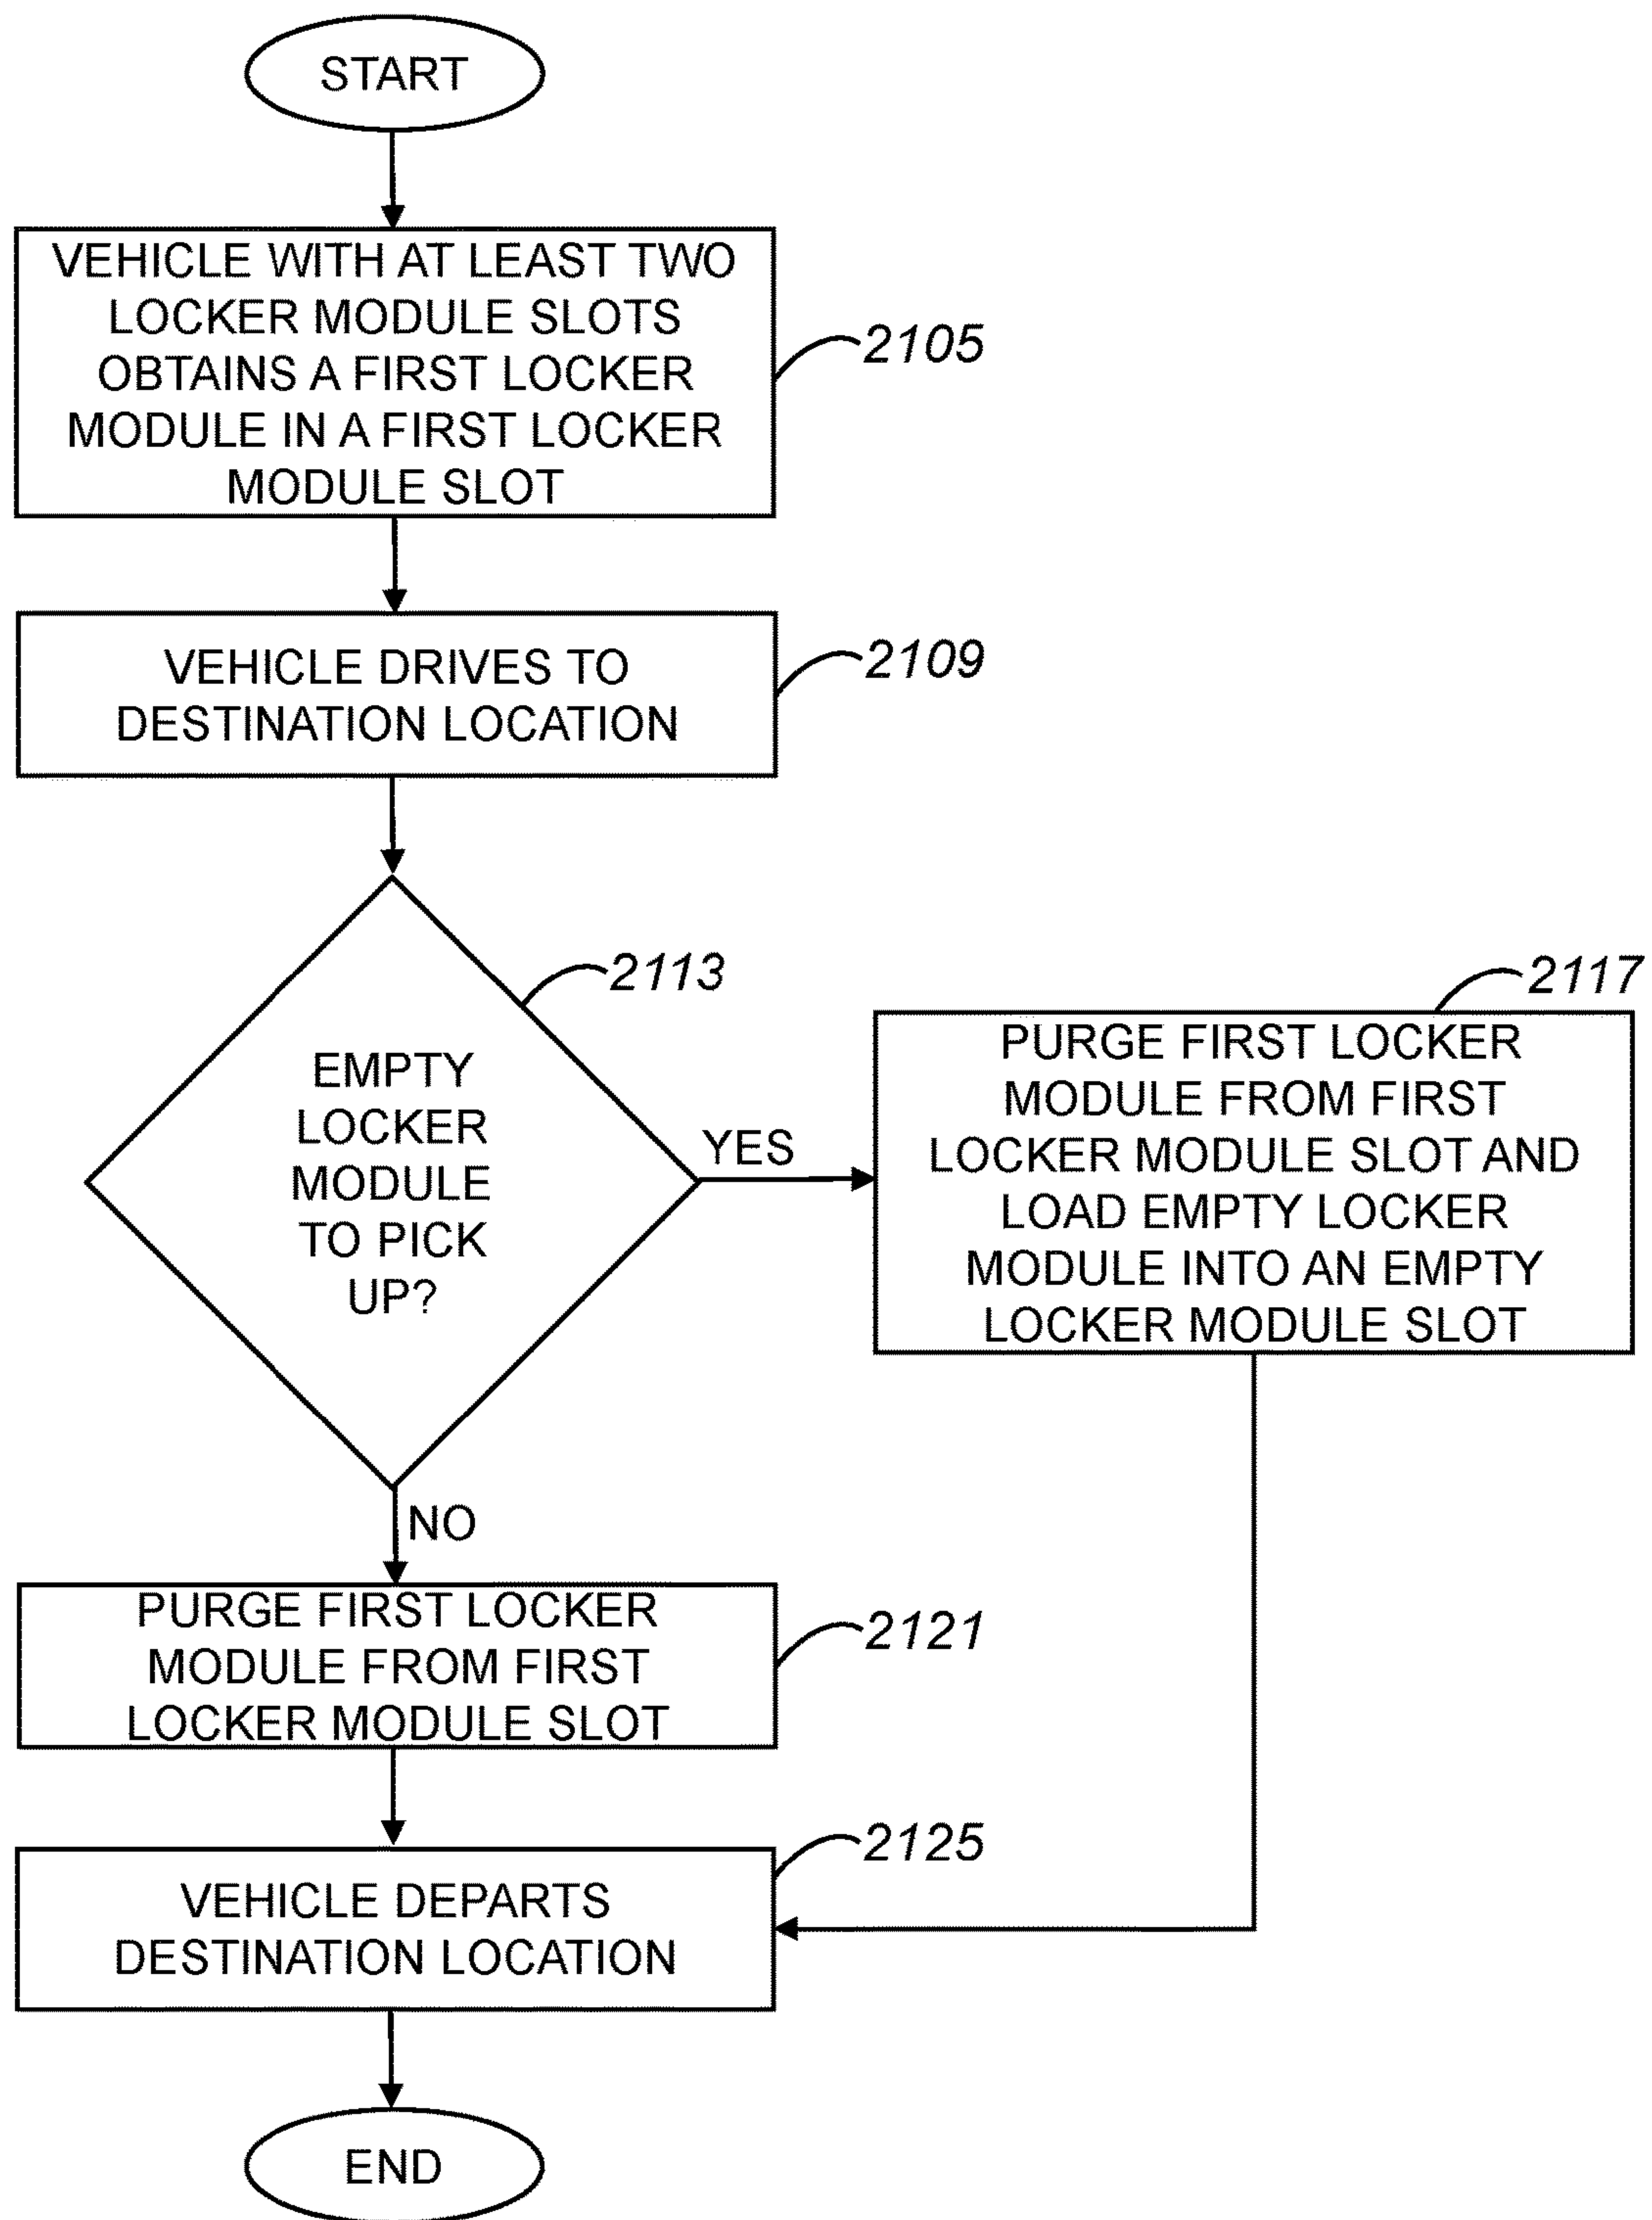 START
VEHICLE WITH AT LEAST TWO
LOCKER MODULE SLOTS
OBTAINS A FIRST LOCKER
MODULE IN A FIRST LOCKER
MODULE SLOT
2105
VEHICLE DRIVES TO
DESTINATION LOCATION
2109
EMPTY
LOCKER
MODULE
TO PICK
UP?
2113
YES
PURGE FIRST LOCKER
MODULE FROM FIRST
LOCKER MODULE SLOT AND
LOAD EMPTY LOCKER
MODULE INTO AN EMPTY
LOCKER MODULE SLOT
2117
NO
PURGE FIRST LOCKER
MODULE FROM FIRST
LOCKER MODULE SLOT
2121
VEHICLE DEPARTS
DESTINATION LOCATION
2125
END